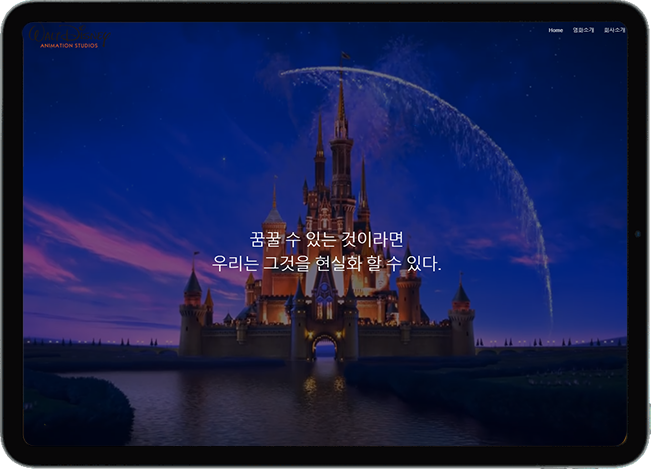 Walt Disney
ANIMATION STUDIOS
Home 영화소개 회사소개
꿈꿀 수 있는 것이라면
우리는 그것을 현실화 할 수 있다.